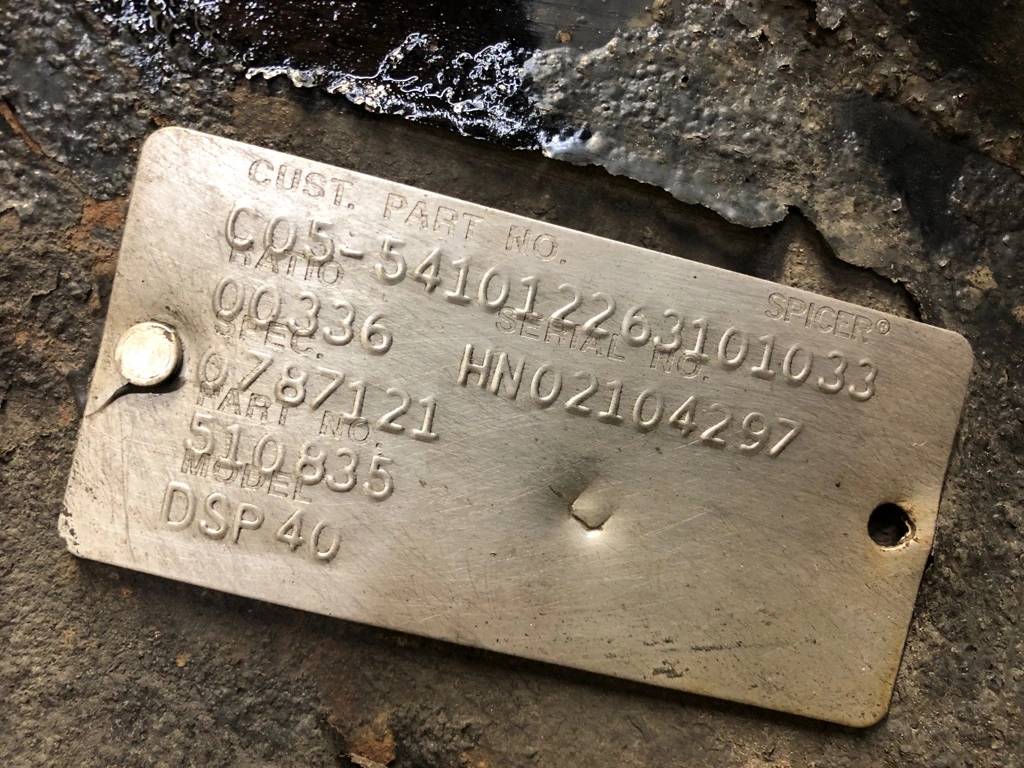 CUST. PART NO.
SPICER®
C05-541012263101033
RATIO
SERIAL NO.
00336
HN02104297
SPEC.
0787121
PART NO.
510835
MODEL
DSP40